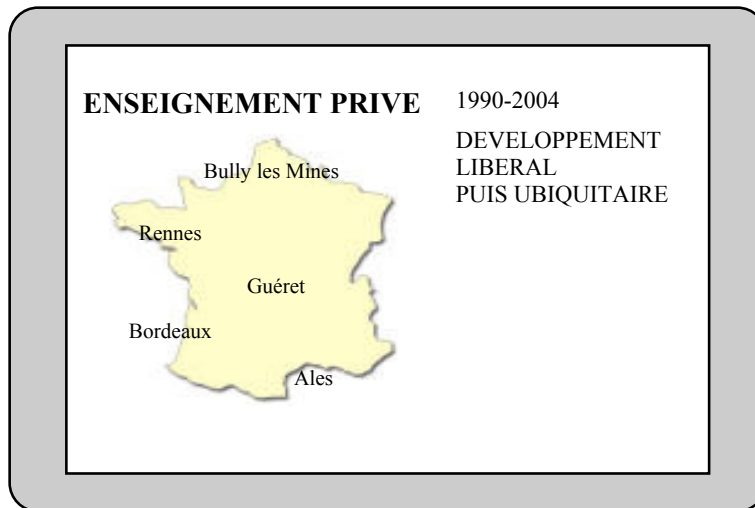 ENSEIGNEMENT PRIVE
1990-2004
DEVELOPPEMENT
LIBERAL
PUIS UBIQUITAIRE
Bully les Mines
Rennes
Guéret
Bordeaux
Ales